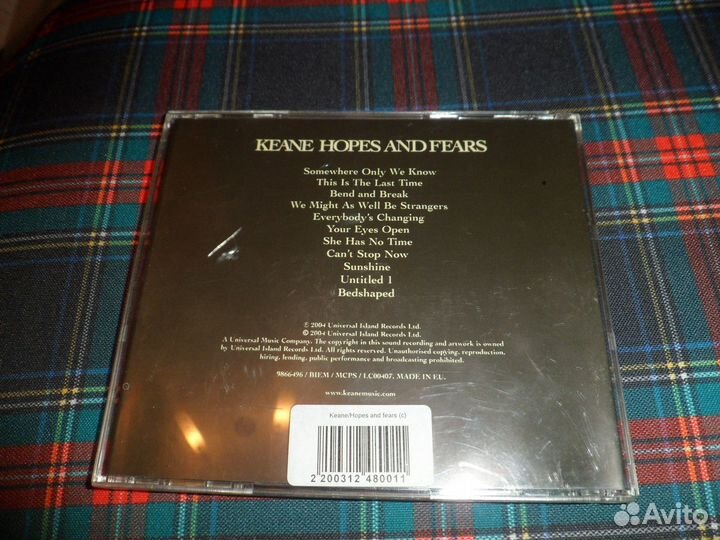 KEANE HOPES AND FEARS
Somewhere Only We Know
This Is The Last Time
Bend and Break
We Might As Well Be Strangers
Everybody's Changing
Your Eyes Open
She Has No Time
Can't Stop Now
Sunshine
Untitled 1
Bedshaped
℗ 2004 Universal Island Records Ltd.
© 2004 Universal Island Records Ltd.
A Universal Music Company. The copyright in this sound recording and artwork is owned
by Universal Island Records Ltd. All rights reserved. Unauthorised copying, reproduction,
hiring, lending, public performance and broadcasting prohibited.
9866496 / BIEM / MCPS / LC00407. MADE IN E.U.
www.keanemusic.com
Keane/Hopes and fears (c)
2 200312 480011
Avito